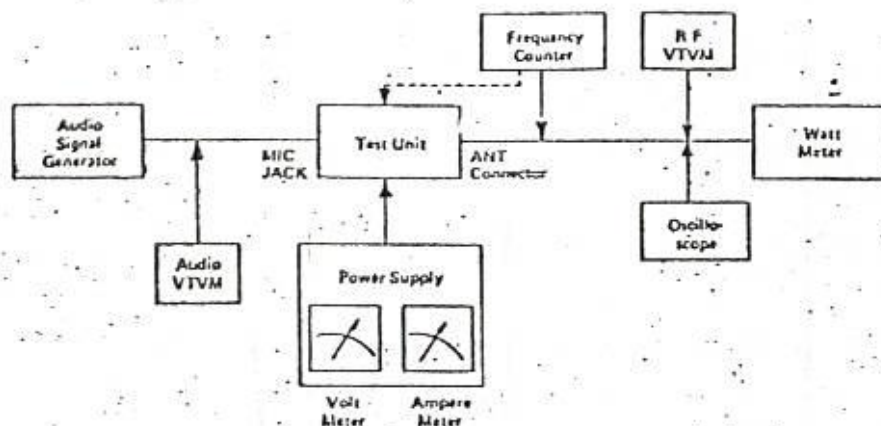 Frequency
Counter
R F
VTVM
Audio
Signal
Generator
Test Unit
Watt
Meter
MIC
JACK
ANT
Connector
Audio
VTVM
Oscillo-
scope
Power Supply
Volt
Meter
Ampere
Meter